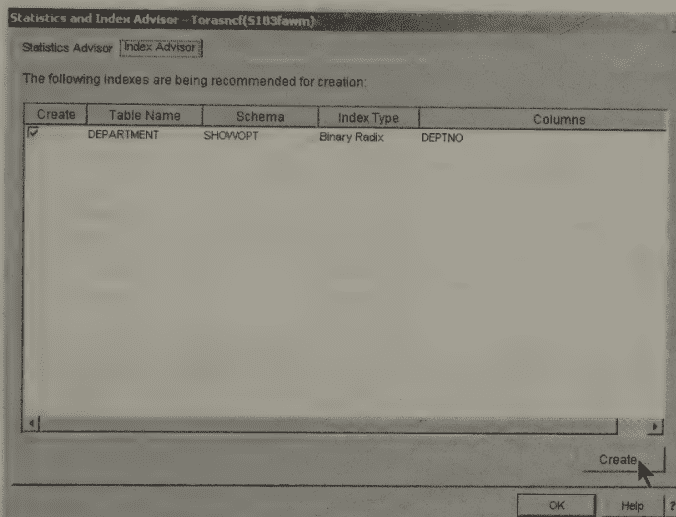 Statistics and Index Advisor - Torasncf(S103fawm)
Statistics Advisor Index Advisor
The following indexes are being recommended for creation:
Create Table Name Schema Index Type Columns
DEPARTMENT SHOWOPT Binary Radix DEPTNO
Create
OK Help ?